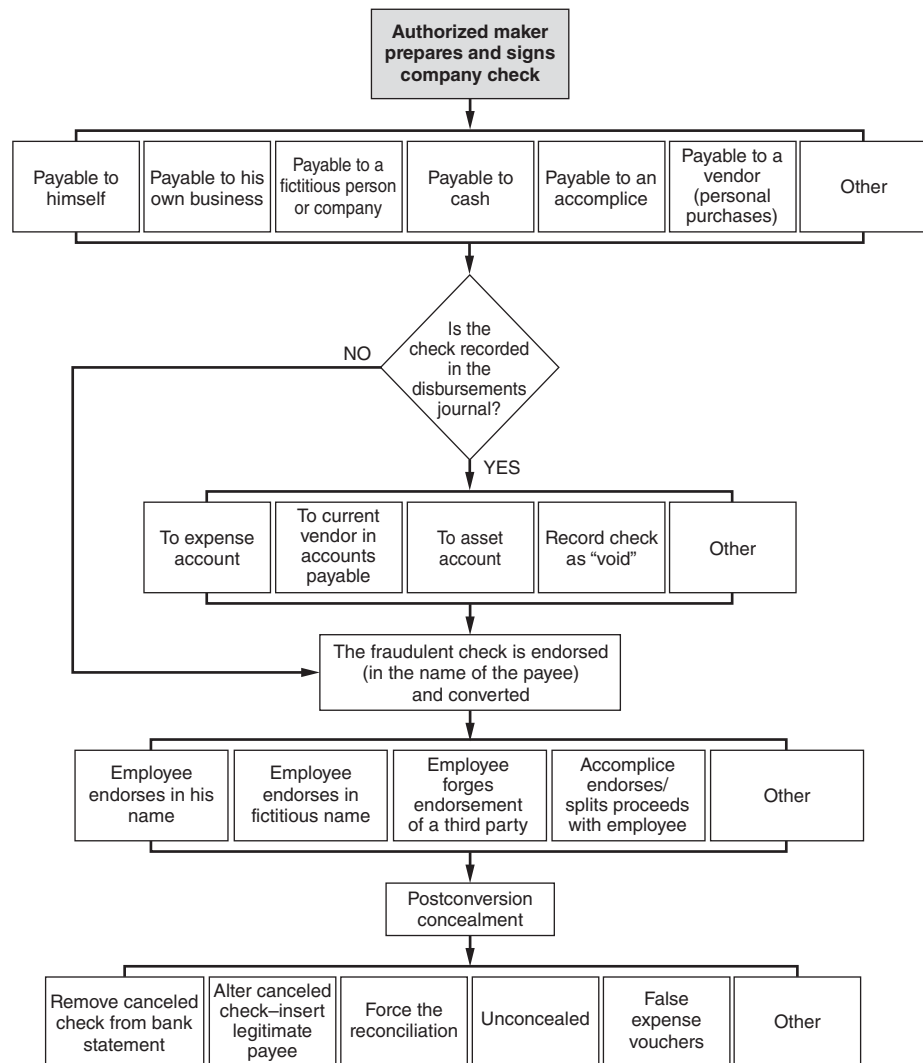 Authorized maker
prepares and signs
company check
Payable to
himself
Payable to his
own business
Payable to a
fictitious person
or company
Payable to
cash
Payable to an
accomplice
Payable to a
vendor
(personal
purchases)
Other
Is the
check recorded
in the
disbursements
journal?
NO
YES
To expense
account
To current
vendor in
accounts
payable
To asset
account
Record check
as “void”
Other
The fraudulent check is endorsed
(in the name of the payee)
and converted
Employee
endorses in his
name
Employee
endorses in
fictitious name
Employee
forges
endorsement
of a third party
Accomplice
endorses/
splits proceeds
with employee
Other
Postconversion
concealment
Remove canceled
check from bank
statement
Alter canceled
check–insert
legitimate
payee
Force the
reconciliation
Unconcealed
False
expense
vouchers
Other